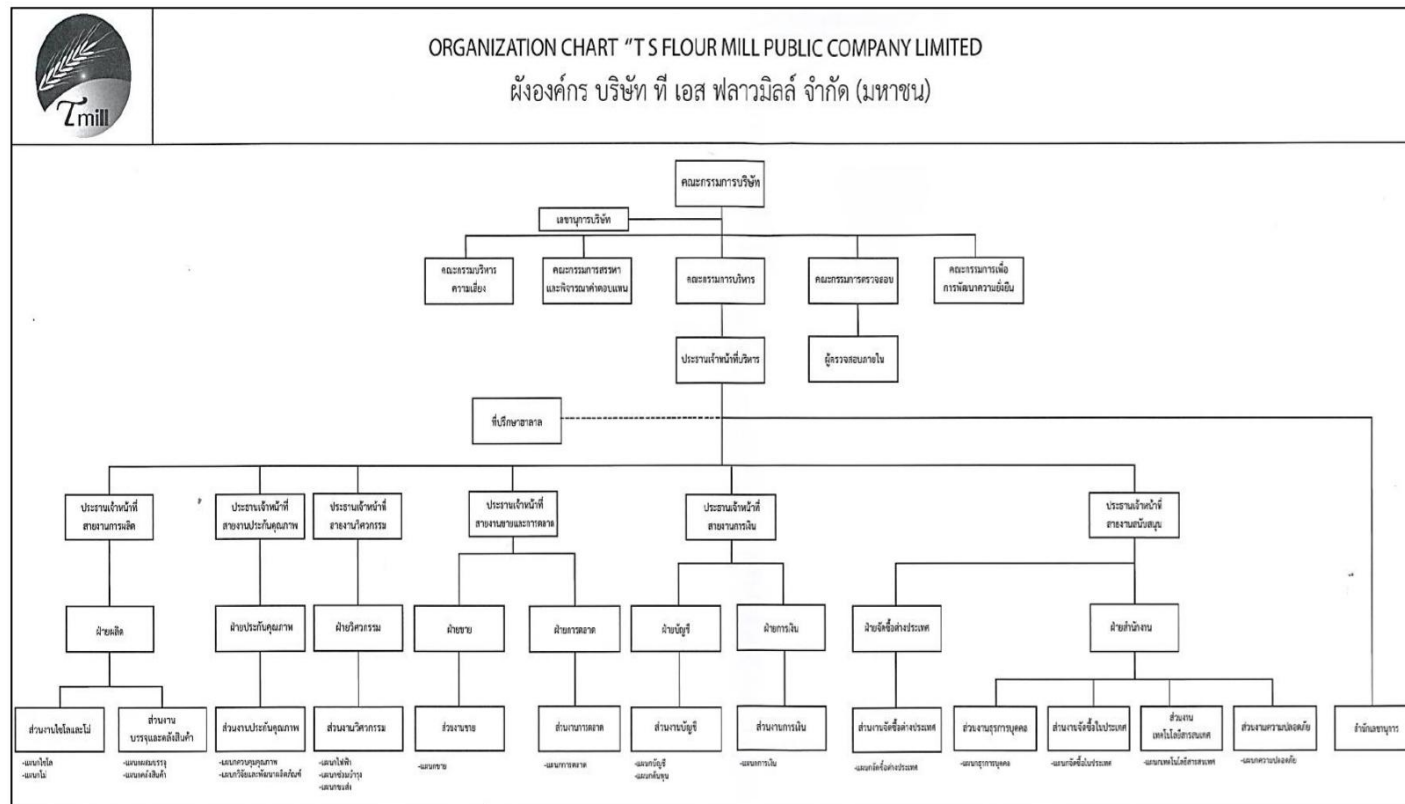 Tmill
ORGANIZATION CHART "T S FLOUR MILL PUBLIC COMPANY LIMITED
ผังองค์กร บริษัท ที เอส ฟลาวมิลล์ จำกัด (มหาชน)
คณะกรรมการบริษัท
เลขานุการบริษัท
คณะกรรมบริหาร
ความเสี่ยง
คณะกรรมการสรรหา
และพิจารณาค่าตอบแทน
คณะกรรมการบริหาร
คณะกรรมการตรวจสอบ
คณะกรรมการเพื่อ
การพัฒนาความยั่งยืน
ประธานเจ้าหน้าที่บริหาร
ผู้ตรวจสอบภายใน
ที่ปรึกษาฮาลาล
ประธานเจ้าหน้าที่
สายงานการผลิต
ประธานเจ้าหน้าที่
สายงานประกันคุณภาพ
ประธานเจ้าหน้าที่
สายงานวิศวกรรม
ประธานเจ้าหน้าที่
สายงานขายและการตลาด
ประธานเจ้าหน้าที่
สายงานการเงิน
ประธานเจ้าหน้าที่
สายงานสนับสนุน
ฝ่ายผลิต
ฝ่ายประกันคุณภาพ
ฝ่ายวิศวกรรม
ฝ่ายขาย
ฝ่ายการตลาด
ฝ่ายบัญชี
ฝ่ายการเงิน
ฝ่ายจัดซื้อต่างประเทศ
ฝ่ายสำนักงาน
ส่วนงานไซโลและโม่
ส่วนงาน
บรรจุและคลังสินค้า
ส่วนงานประกันคุณภาพ
ส่วนงานวิศวกรรม
ส่วนงานขาย
ส่วนงานการตลาด
ส่วนงานบัญชี
ส่วนงานการเงิน
ส่วนงานจัดซื้อต่างประเทศ
ส่วนงานธุรการบุคคล
ส่วนงานจัดซื้อในประเทศ
ส่วนงาน
เทคโนโลยีสารสนเทศ
ส่วนงานความปลอดภัย
สำนักเลขานุการ
-แผนกไซโล
-แผนกโม่
-แผนกผสมบรรจุ
-แผนกคลังสินค้า
-แผนกควบคุมคุณภาพ
-แผนกวิจัยและพัฒนาผลิตภัณฑ์
-แผนกไฟฟ้า
-แผนกซ่อมบำรุง
-แผนกขนส่ง
-แผนกขาย
-แผนกการตลาด
-แผนกบัญชี
-แผนกต้นทุน
-แผนกการเงิน
-แผนกจัดซื้อต่างประเทศ
-แผนกธุรการบุคคล
-แผนกจัดซื้อในประเทศ
-แผนกเทคโนโลยีสารสนเทศ
-แผนกความปลอดภัย